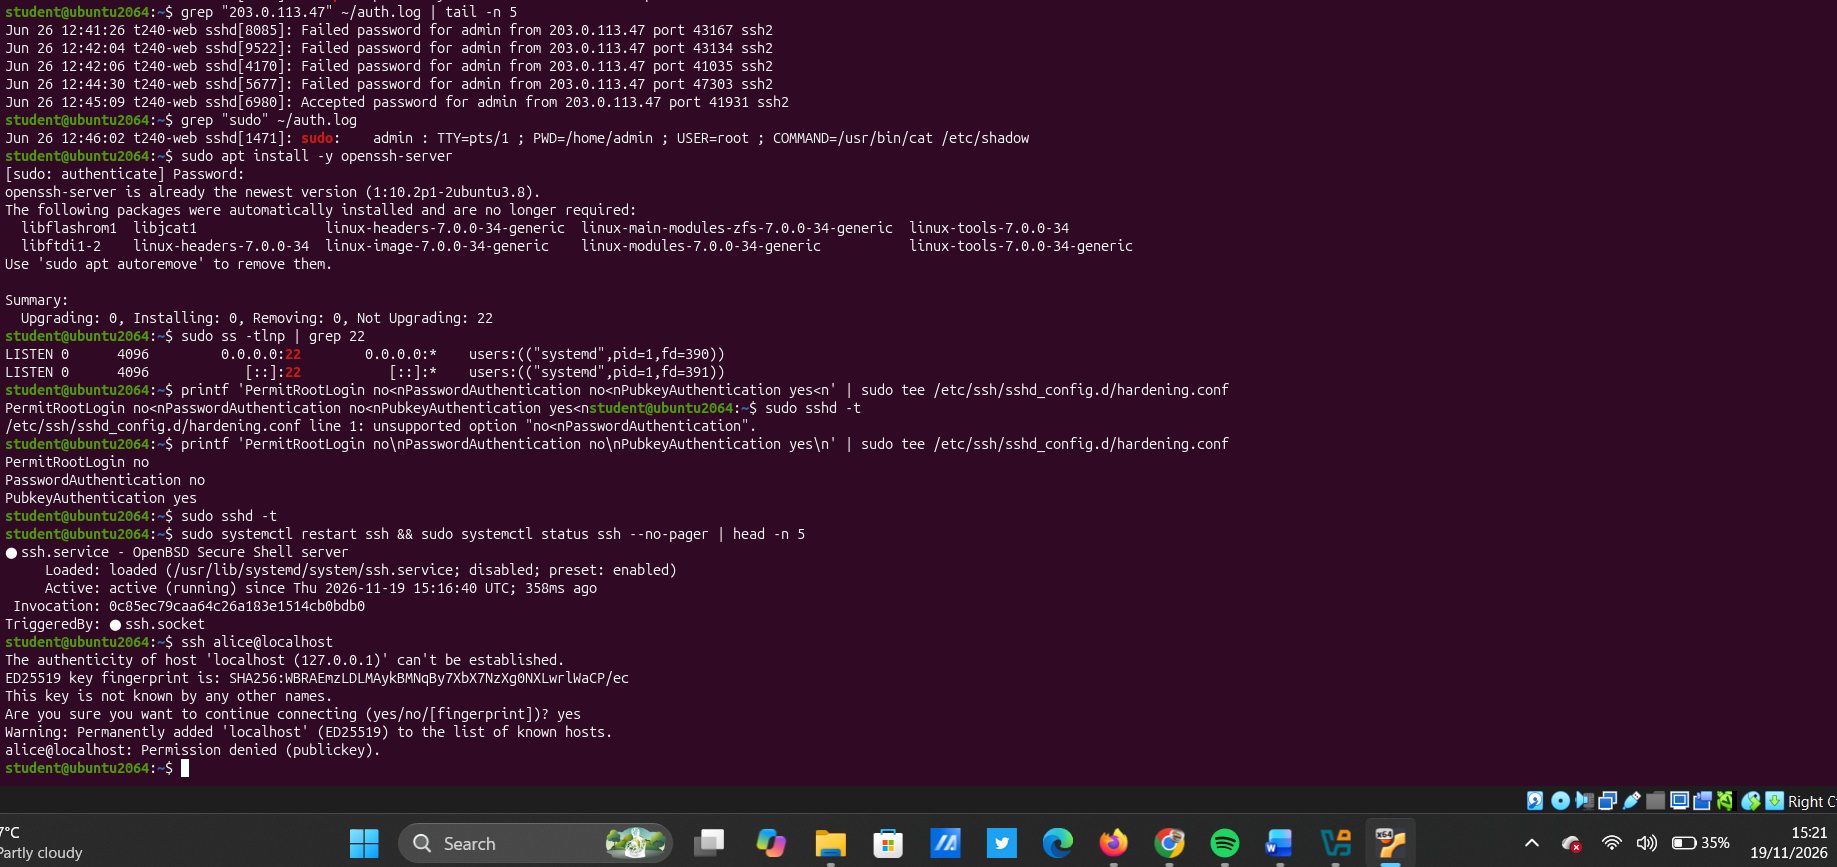 student@ubuntu2064:~$ grep "203.0.113.47" ~/auth.log | tail -n 5
Jun 26 12:41:26 t240-web sshd[8085]: Failed password for admin from 203.0.113.47 port 43167 ssh2
Jun 26 12:42:04 t240-web sshd[9522]: Failed password for admin from 203.0.113.47 port 43134 ssh2
Jun 26 12:42:06 t240-web sshd[4170]: Failed password for admin from 203.0.113.47 port 41035 ssh2
Jun 26 12:44:30 t240-web sshd[5677]: Failed password for admin from 203.0.113.47 port 47303 ssh2
Jun 26 12:45:09 t240-web sshd[6980]: Accepted password for admin from 203.0.113.47 port 41931 ssh2
student@ubuntu2064:~$ grep "sudo" ~/auth.log
Jun 26 12:46:02 t240-web sshd[1471]: sudo:    admin : TTY=pts/1 ; PWD=/home/admin ; USER=root ; COMMAND=/usr/bin/cat /etc/shadow
student@ubuntu2064:~$ sudo apt install -y openssh-server
[sudo: authenticate] Password:
openssh-server is already the newest version (1:10.2p1-2ubuntu3.8).
The following packages were automatically installed and are no longer required:
  libflashrom1  libjcat1                linux-headers-7.0.0-34-generic  linux-main-modules-zfs-7.0.0-34-generic  linux-tools-7.0.0-34
  libftdi1-2    linux-headers-7.0.0-34  linux-image-7.0.0-34-generic    linux-modules-7.0.0-34-generic           linux-tools-7.0.0-34-generic
Use 'sudo apt autoremove' to remove them.
Summary:
  Upgrading: 0, Installing: 0, Removing: 0, Not Upgrading: 22
student@ubuntu2064:~$ sudo ss -tlnp | grep 22
LISTEN 0      4096         0.0.0.0:22        0.0.0.0:*    users:(("systemd",pid=1,fd=390))
LISTEN 0      4096            [::]:22           [::]:*    users:(("systemd",pid=1,fd=391))
student@ubuntu2064:~$ printf 'PermitRootLogin no<nPasswordAuthentication no<nPubkeyAuthentication yes<n' | sudo tee /etc/ssh/sshd_config.d/hardening.conf
PermitRootLogin no<nPasswordAuthentication no<nPubkeyAuthentication yes<nstudent@ubuntu2064:~$ sudo sshd -t
/etc/ssh/sshd_config.d/hardening.conf line 1: unsupported option "no<nPasswordAuthentication".
student@ubuntu2064:~$ printf 'PermitRootLogin no\nPasswordAuthentication no\nPubkeyAuthentication yes\n' | sudo tee /etc/ssh/sshd_config.d/hardening.conf
PermitRootLogin no
PasswordAuthentication no
PubkeyAuthentication yes
student@ubuntu2064:~$ sudo sshd -t
student@ubuntu2064:~$ sudo systemctl restart ssh && sudo systemctl status ssh --no-pager | head -n 5
● ssh.service - OpenBSD Secure Shell server
     Loaded: loaded (/usr/lib/systemd/system/ssh.service; disabled; preset: enabled)
     Active: active (running) since Thu 2026-11-19 15:16:40 UTC; 358ms ago
 Invocation: 0c85ec79caa64c26a183e1514cb0bdb0
TriggeredBy: ● ssh.socket
student@ubuntu2064:~$ ssh alice@localhost
The authenticity of host 'localhost (127.0.0.1)' can't be established.
ED25519 key fingerprint is: SHA256:WBRAEmzLDLMAykBMNqBy7XbX7NzXg0NXLwrlWaCP/ec
This key is not known by any other names.
Are you sure you want to continue connecting (yes/no/[fingerprint])? yes
Warning: Permanently added 'localhost' (ED25519) to the list of known hosts.
alice@localhost: Permission denied (publickey).
student@ubuntu2064:~$
Right C
7°C
Partly cloudy
Search
W
X64
35%
15:21
19/11/2026